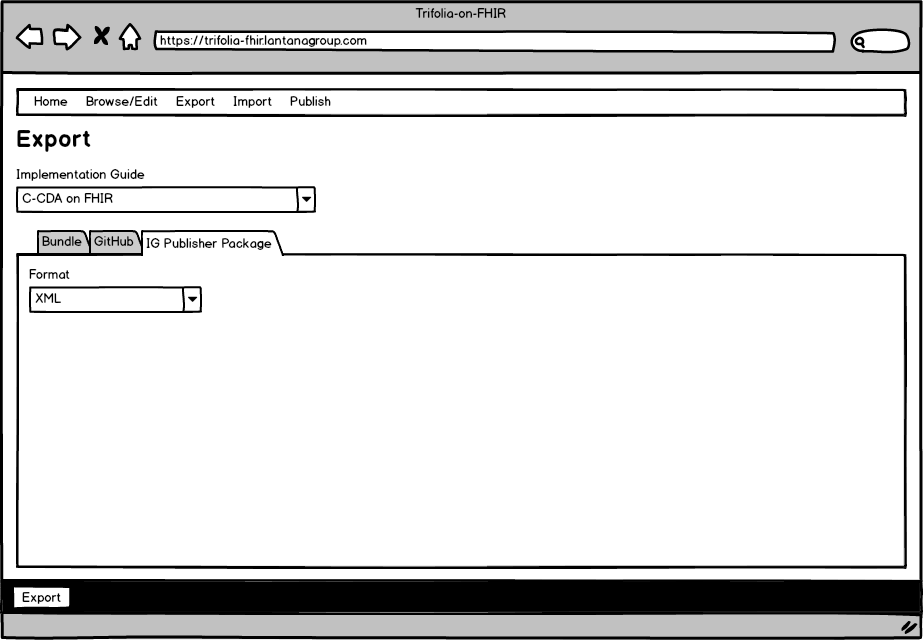 Trifolia-on-FHIR
https://trifolia-fhir.lantanagroup.com
Home Browse/Edit Export Import Publish
Export
Implementation Guide
C-CDA on FHIR
Bundle GitHub IG Publisher Package
Format
XML
Export